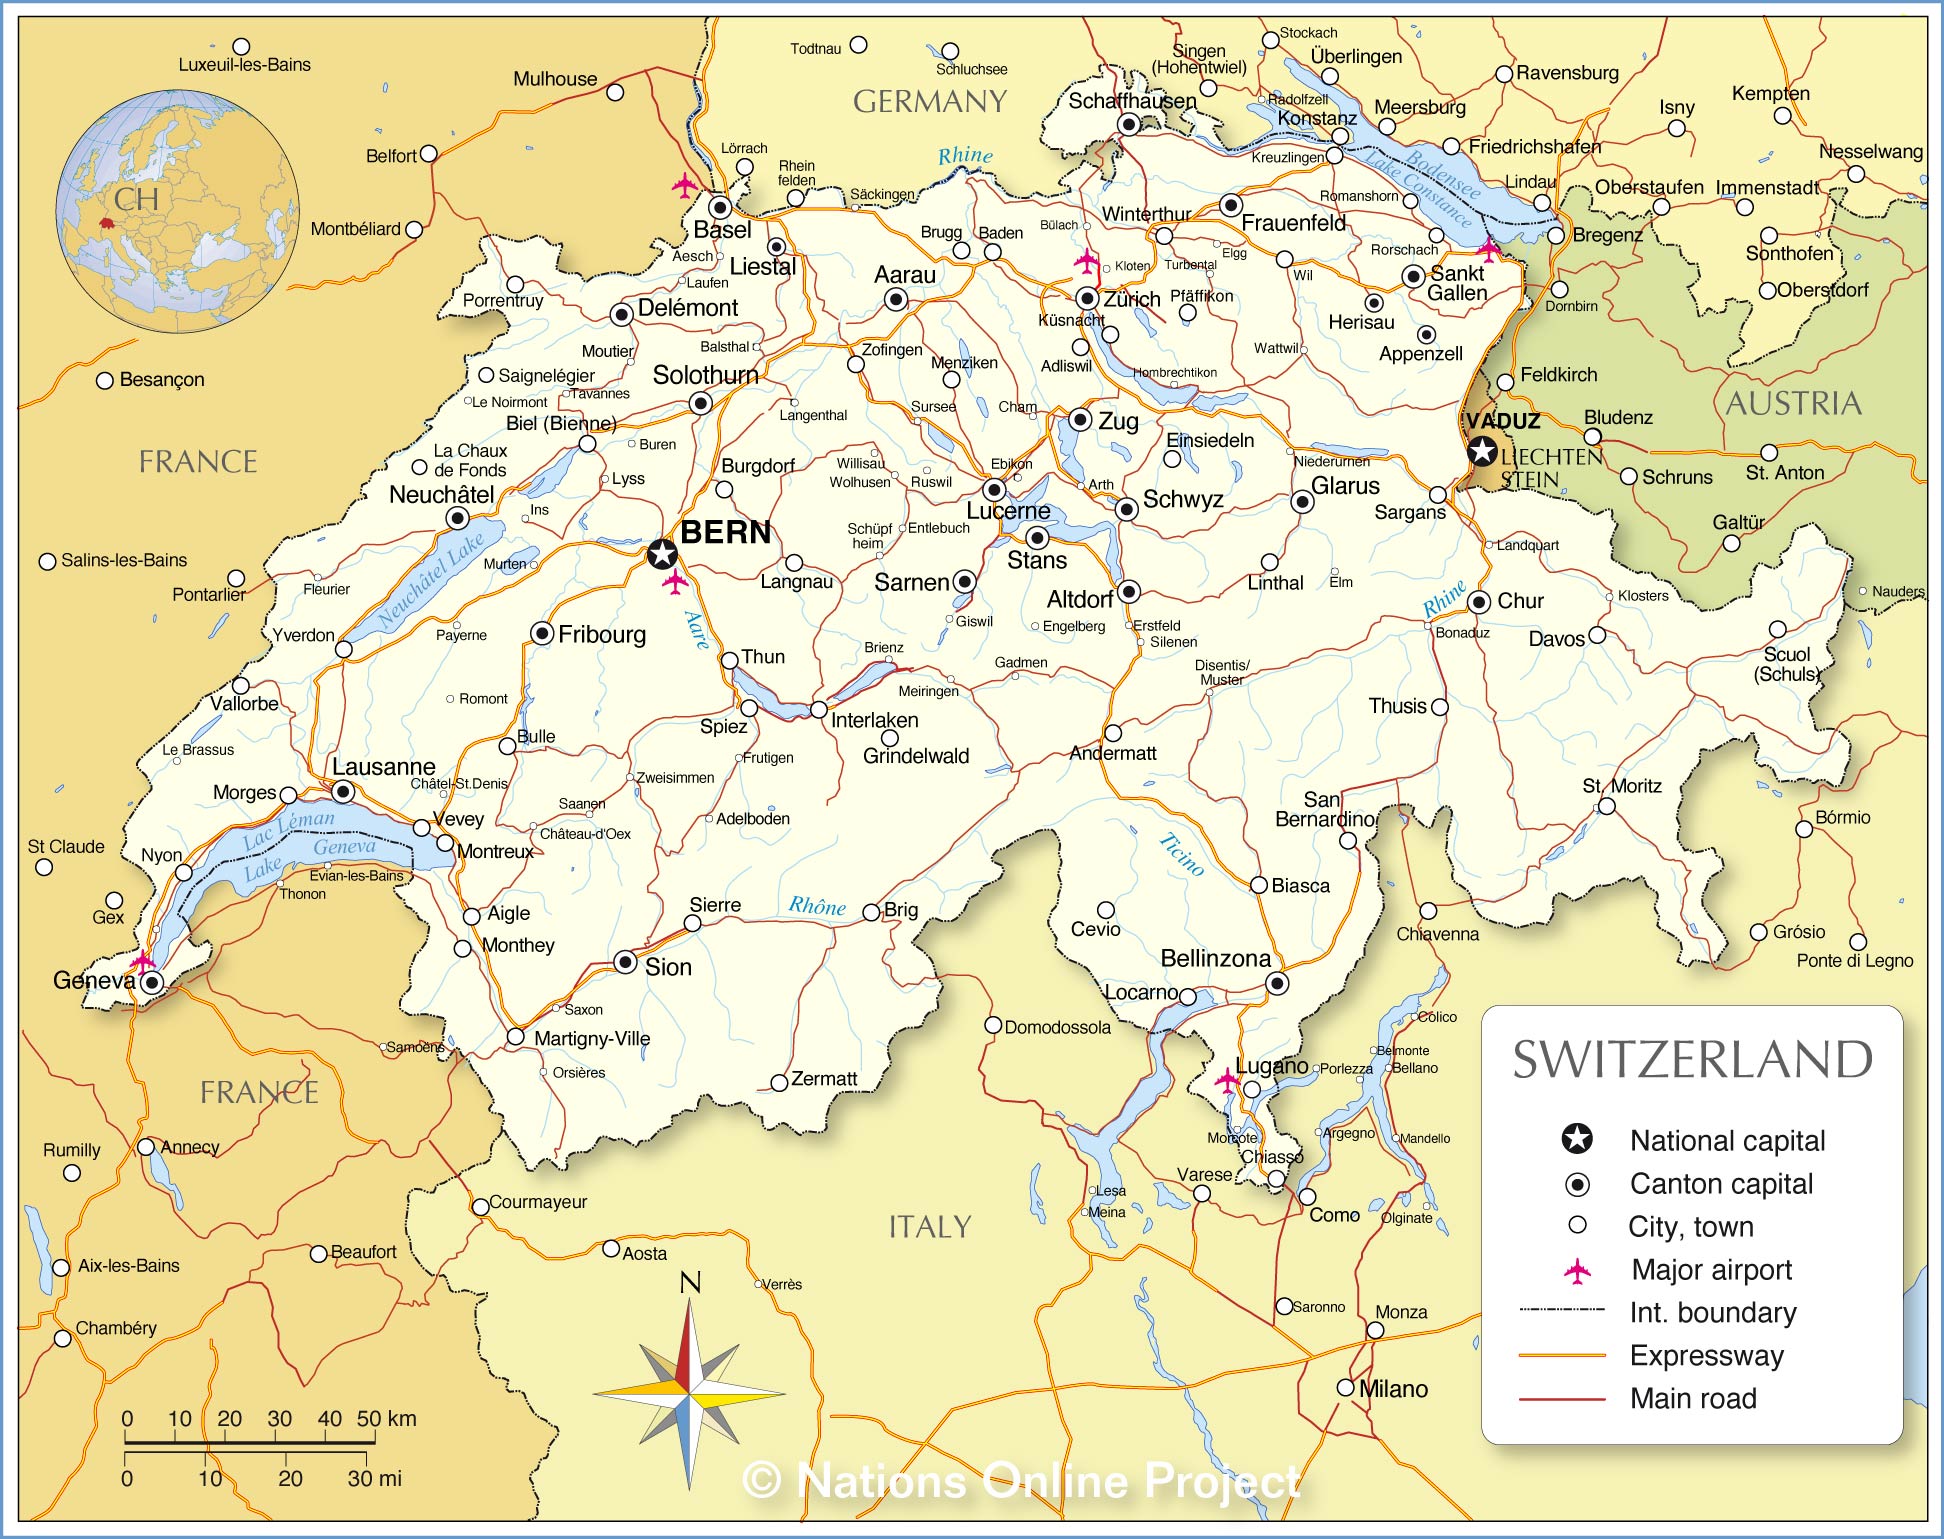 Luxeuil-les-Bains
Mulhouse
Todtnau
Schluchsee
GERMANY
Singen
(Hohentwiel)
Stockach
Überlingen
Ravensburg
Radolfzell
Meersburg
Isny
Kempten
Schaffhausen
Konstanz
Kreuzlingen
Friedrichshafen
Nesselwang
Belfort
Lörrach
Rhein
felden
Säckingen
Rhine
Bodensee
Lake Constance
Lindau
Oberstaufen
Immenstadt
CH
Montbéliard
Basel
Aesch
Liestal
Laufen
Brugg
Baden
Bülach
Winterthur
Frauenfeld
Romanshorn
Rorschach
Bregenz
Sonthofen
Kloten
Turbental
Elgg
Wil
Sankt
Gallen
Oberstdorf
Porrentruy
Delémont
Aarau
Zürich
Pfäffikon
Küsnacht
Herisau
Dornbirn
Moutier
Balsthal
Zofingen
Menziken
Adliswil
Wattwil
Appenzell
Hombrechtikon
Besançon
Saignelégier
Solothurn
Le Noirmont
Tavannes
Feldkirch
AUSTRIA
Biel (Bienne)
Langenthal
Sursee
Cham
Zug
VADUZ
Bludenz
Buren
Einsiedeln
FRANCE
La Chaux
de Fonds
Burgdorf
Willisau
Wolhusen
Ruswil
Ebikon
Niederurnen
LIECHTEN
STEIN
Schruns
St. Anton
Neuchâtel
Lyss
Ins
Lucerne
Arth
Schwyz
Glarus
Sargans
Galtür
BERN
Schüpf
heim
Entlebuch
Stans
Landquart
Salins-les-Bains
Pontarlier
Fleurier
Neuchâtel Lake
Murten
Langnau
Sarnen
Altdorf
Linthal
Elm
Rhine
Chur
Klosters
Nauders
Yverdon
Payerne
Fribourg
Aare
Giswil
Engelberg
Erstfeld
Silenen
Bonaduz
Davos
Scuol
(Schuls)
Thun
Brienz
Gadmen
Disentis/
Muster
Vallorbe
Romont
Meiringen
Thusis
Spiez
Interlaken
Le Brassus
Bulle
Frutigen
Grindelwald
Andermatt
Lausanne
Châtel-St.Denis
Zweisimmen
Morges
Saanen
Adelboden
San
Bernardino
St. Moritz
Bórmio
Lac Léman
Lake Geneva
Vevey
Château-d'Oex
Montreux
Ticino
St Claude
Nyon
Evian-les-Bains
Thonon
Biasca
Gex
Aigle
Sierre
Rhône
Brig
Cevio
Chiavenna
Grósio
Ponte di Legno
Monthey
Geneva
Sion
Bellinzona
Locarno
Saxon
Domodossola
Cólico
Martigny-Ville
Samoëns
Orsières
Zermatt
Lugano
Porlezza
Belmonte
Bellano
FRANCE
Morcote
Argegno
Mandello
Rumilly
Annecy
Chiasso
Varese
Lesa
Meina
Como
Olginate
Courmayeur
ITALY
Aosta
Beaufort
Aix-les-Bains
Verrès
Saronno
Monza
Chambéry
Milano
N
0 10 20 30 40 50 km
0 10 20 30 mi
SWITZERLAND
National capital
Canton capital
City, town
Major airport
Int. boundary
Expressway
Main road
© Nations Online Project